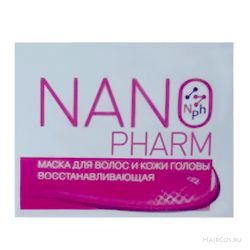 NANO
Nph
PHARM
МАСКА ДЛЯ ВОЛОС И КОЖИ ГОЛОВЫ
ВОССТАНАВЛИВАЮЩАЯ
HAIRCOS.RU